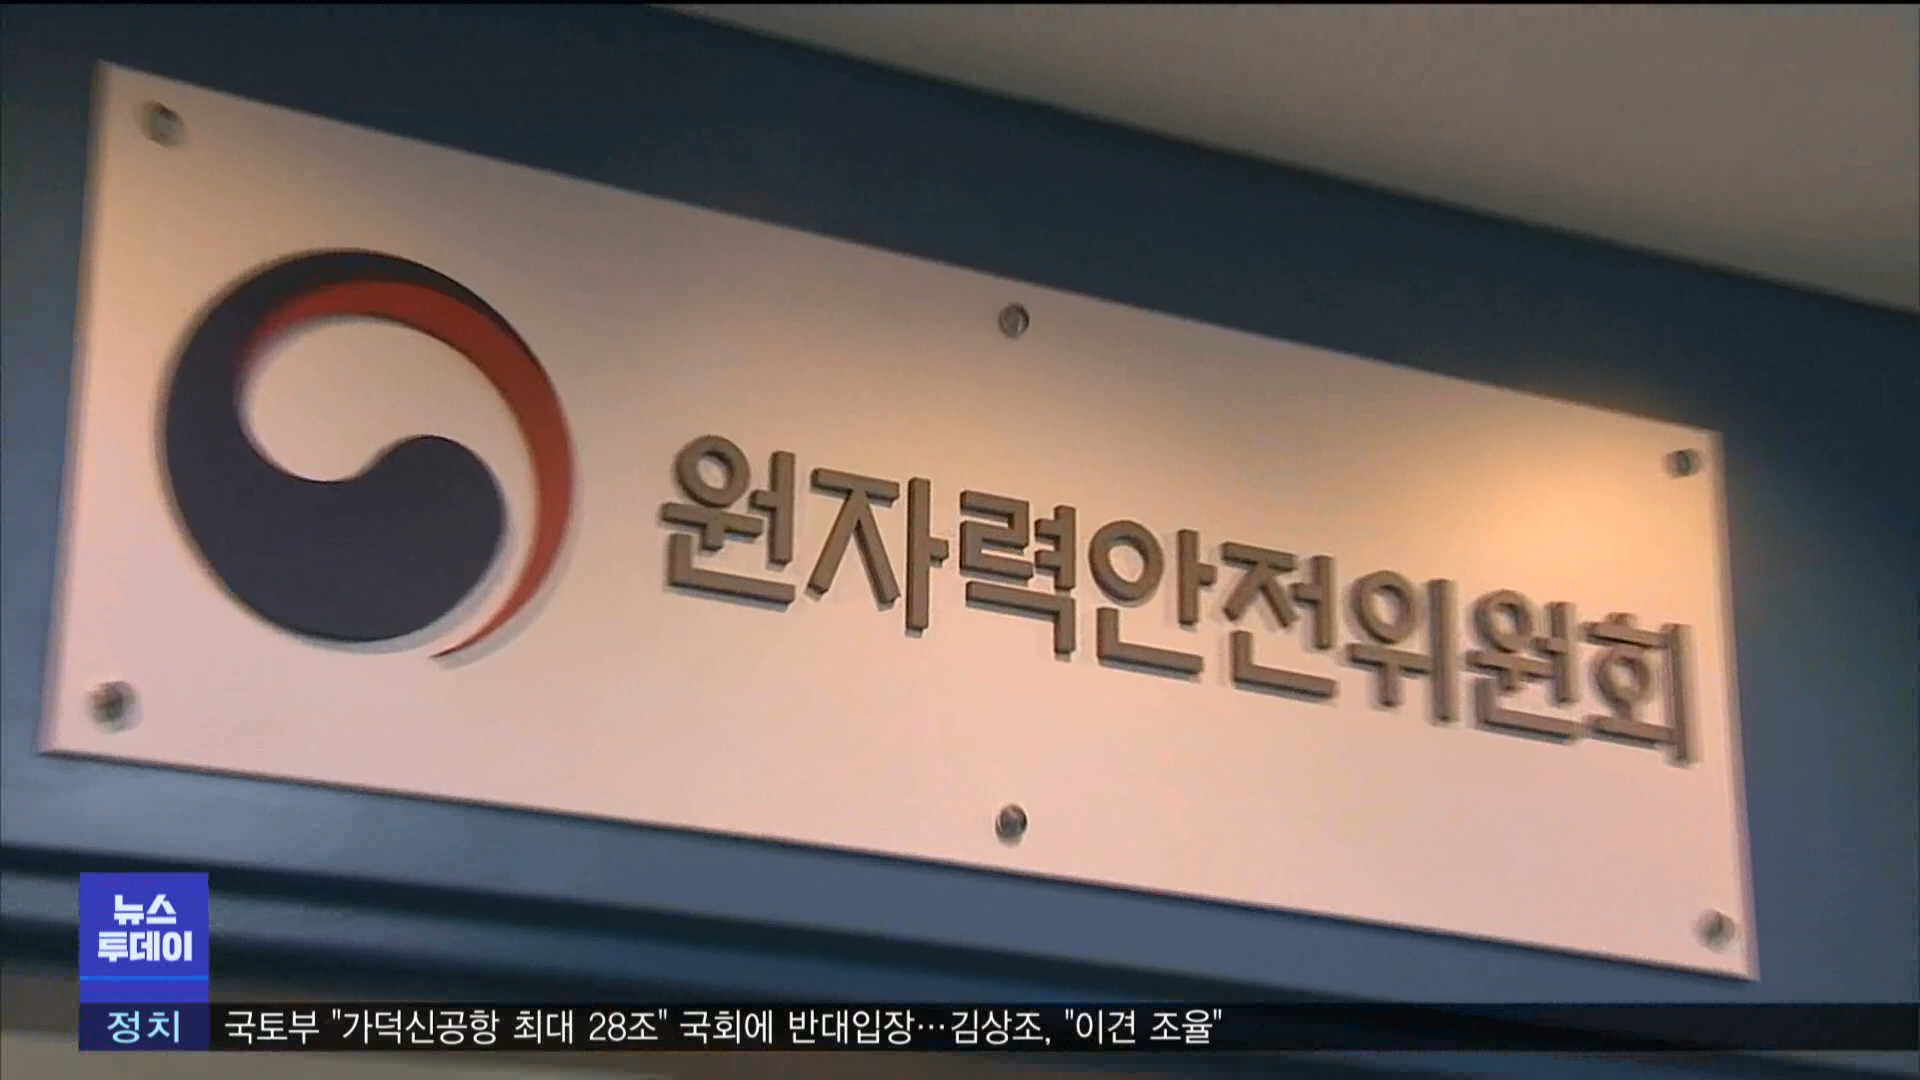 원자력안전위원회
뉴스
투데이
정치 국토부 "가덕신공항 최대 28조" 국회에 반대입장…김상조, "이견 조율"